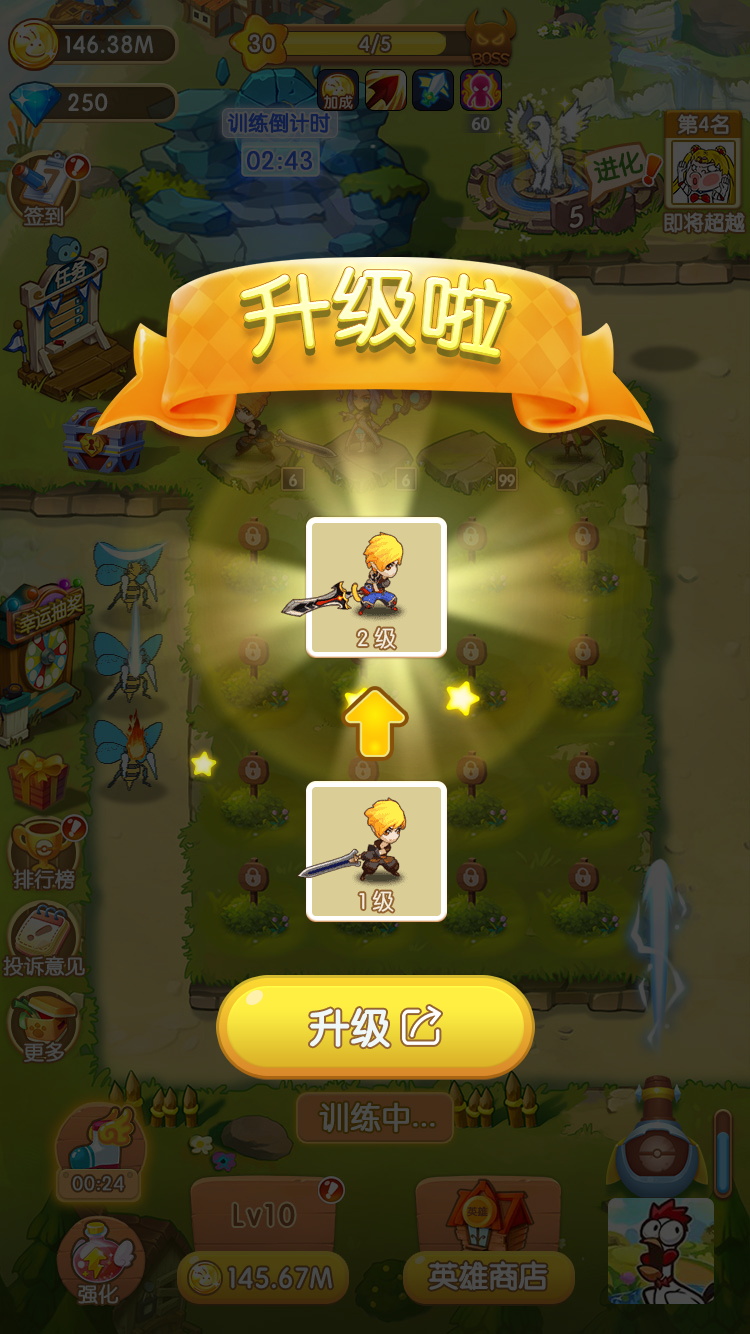 146.38M
30
4/5
BOSS
250
加成
60
训练倒计时
02:43
第4名
进化
5
即将超越
签到
任务
升级啦
6
6
99
2级
幸运抽奖
1级
排行榜
投诉意见
升级
更多
训练中...
00:24
Lv10
英雄
145.67M
英雄商店
强化